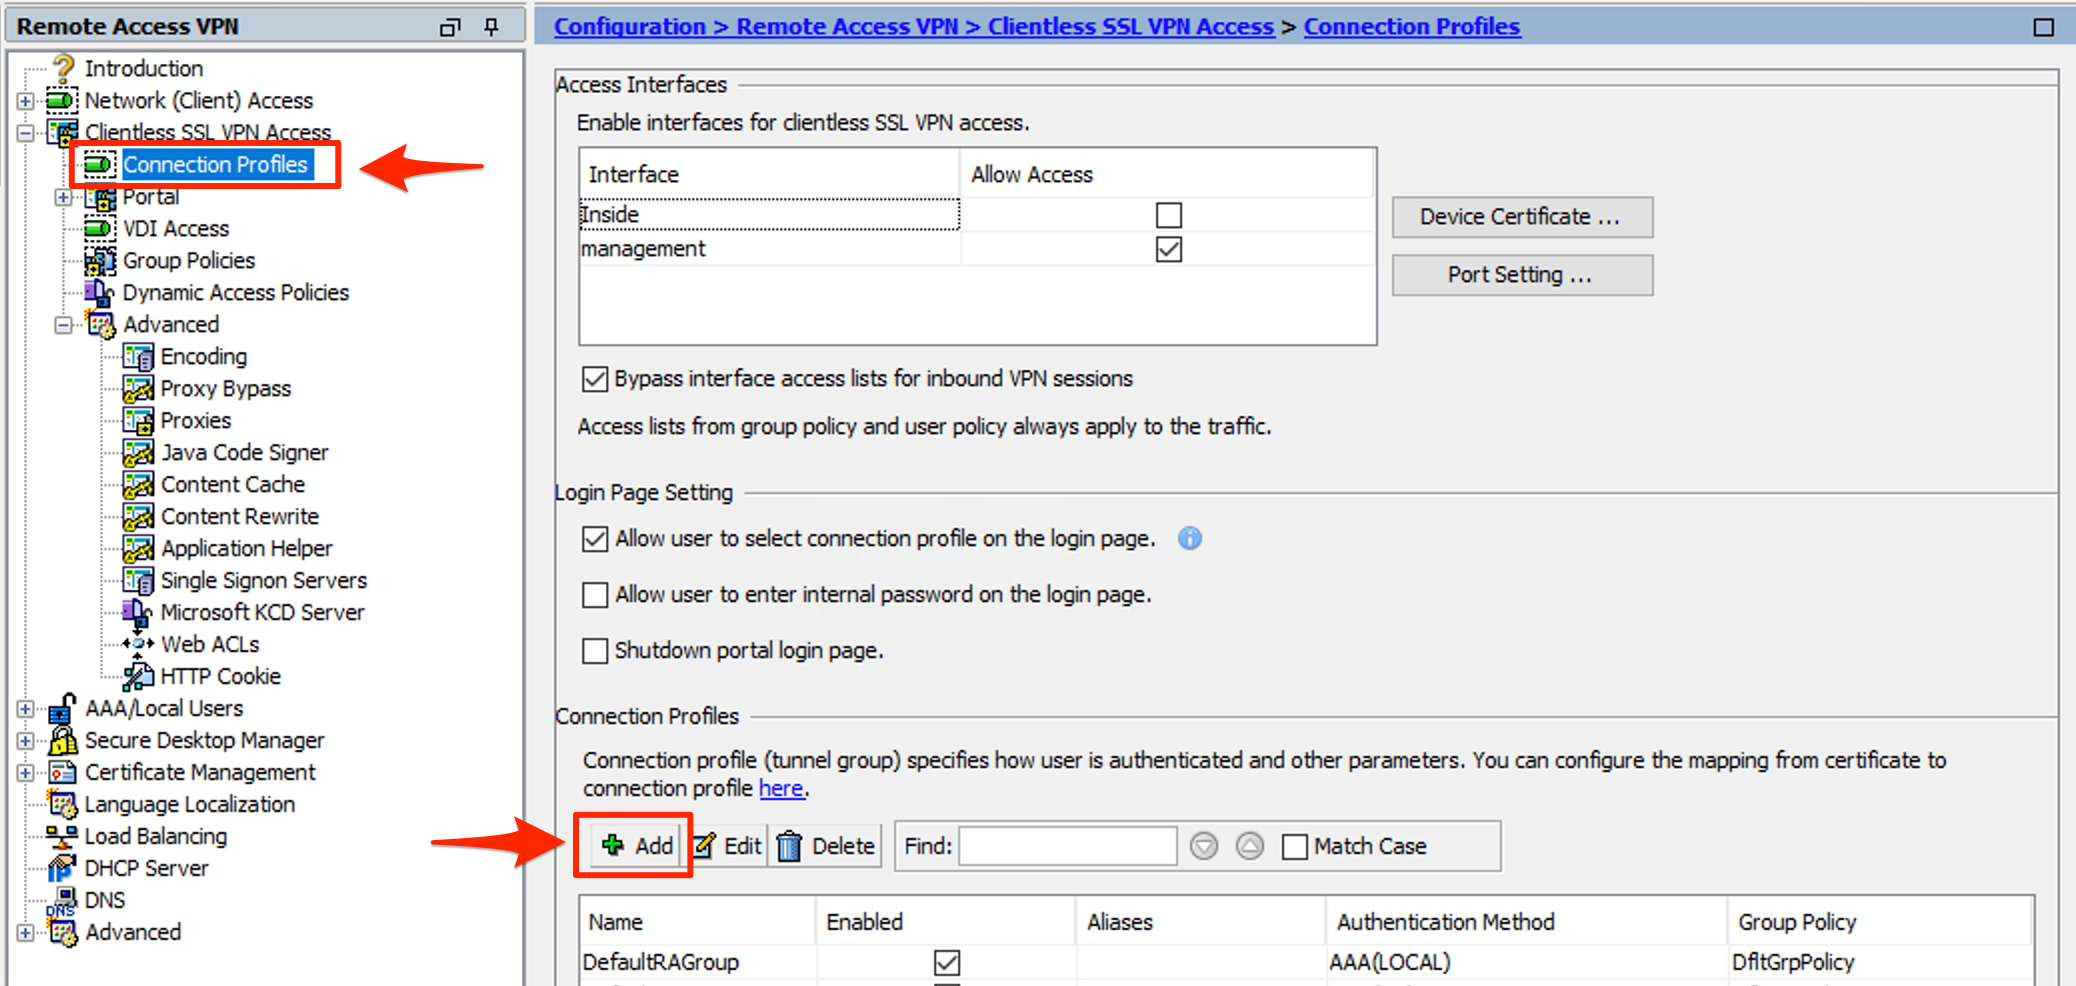 Remote Access VPN
Introduction
Network (Client) Access
Clientless SSL VPN Access
Connection Profiles
Portal
VDI Access
Group Policies
Dynamic Access Policies
Advanced
Encoding
Proxy Bypass
Proxies
Java Code Signer
Content Cache
Content Rewrite
Application Helper
Single Signon Servers
Microsoft KCD Server
Web ACLs
HTTP Cookie
AAA/Local Users
Secure Desktop Manager
Certificate Management
Language Localization
Load Balancing
DHCP Server
DNS DNS
Advanced
Configuration > Remote Access VPN > Clientless SSL VPN Access > Connection Profiles
Access Interfaces
Enable interfaces for clientless SSL VPN access.
Interface Allow Access
Inside
management
Device Certificate ...
Port Setting ...
Bypass interface access lists for inbound VPN sessions
Access lists from group policy and user policy always apply to the traffic.
Login Page Setting
Allow user to select connection profile on the login page.
Allow user to enter internal password on the login page.
Shutdown portal login page.
Connection Profiles
Connection profile (tunnel group) specifies how user is authenticated and other parameters. You can configure the mapping from certificate to
connection profile here.
Add Edit Delete Find: Match Case
Name Enabled Aliases Authentication Method Group Policy
DefaultRAGroup AAA(LOCAL) DfltGrpPolicy